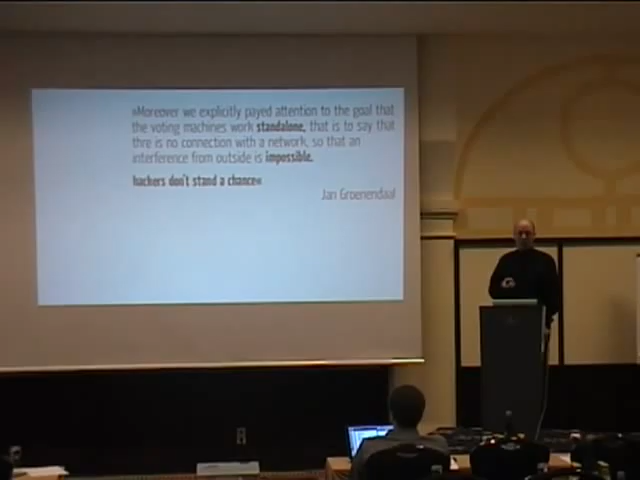 »Moreover we explicitly payed attention to the goal that
the voting machines work standalone, that is to say that
thre is no connection with a network, so that an
interference from outside is impossible.
hackers don't stand a chance«
Jan Groenendaal